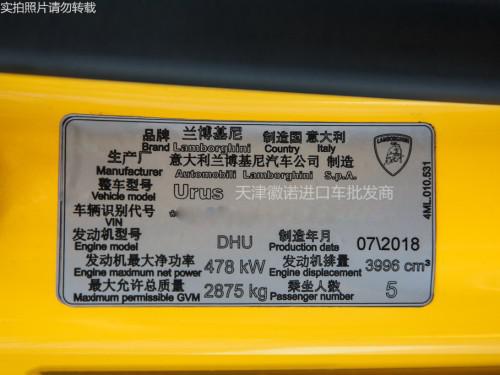 实拍照片请勿转载
品牌 兰博基尼 制造国 意大利
Brand Lamborghini Country Italy
生产厂 意大利兰博基尼汽车公司 制造
Manufacturer Automobili Lamborghini S.p.A.
整车型号 Urus
Vehicle model
天津徽诺进口车批发商
车辆识别代号 *
VIN
发动机型号 DHU 制造年月 07\2018
Engine model Production date
发动机最大净功率 478 kW 发动机排量 3996 cm³
Engine maximum net power Engine displacement
最大允许总质量 2875 kg 乘坐人数 5
Maximum permissible GVM Passenger number
LAMBORGHINI
4ML.010.531